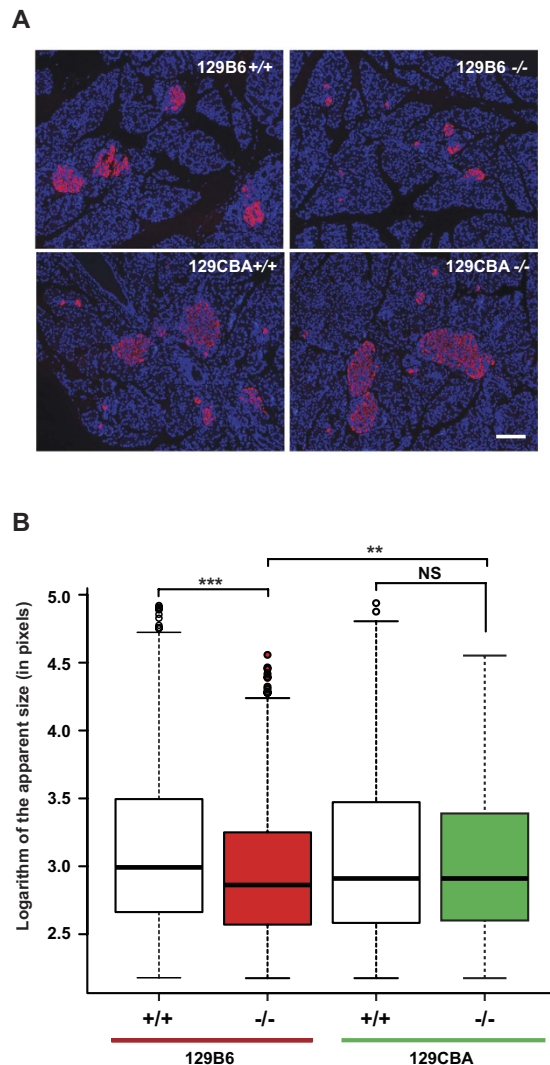 A
129B6 +/+
129B6 -/-
129CBA+/+
129CBA -/-
B
**
***
NS
Logarithm of the apparent size (in pixels)
5.0
4.5
4.0
3.5
3.0
2.5
+/+
-/-
+/+
-/-
129B6
129CBA